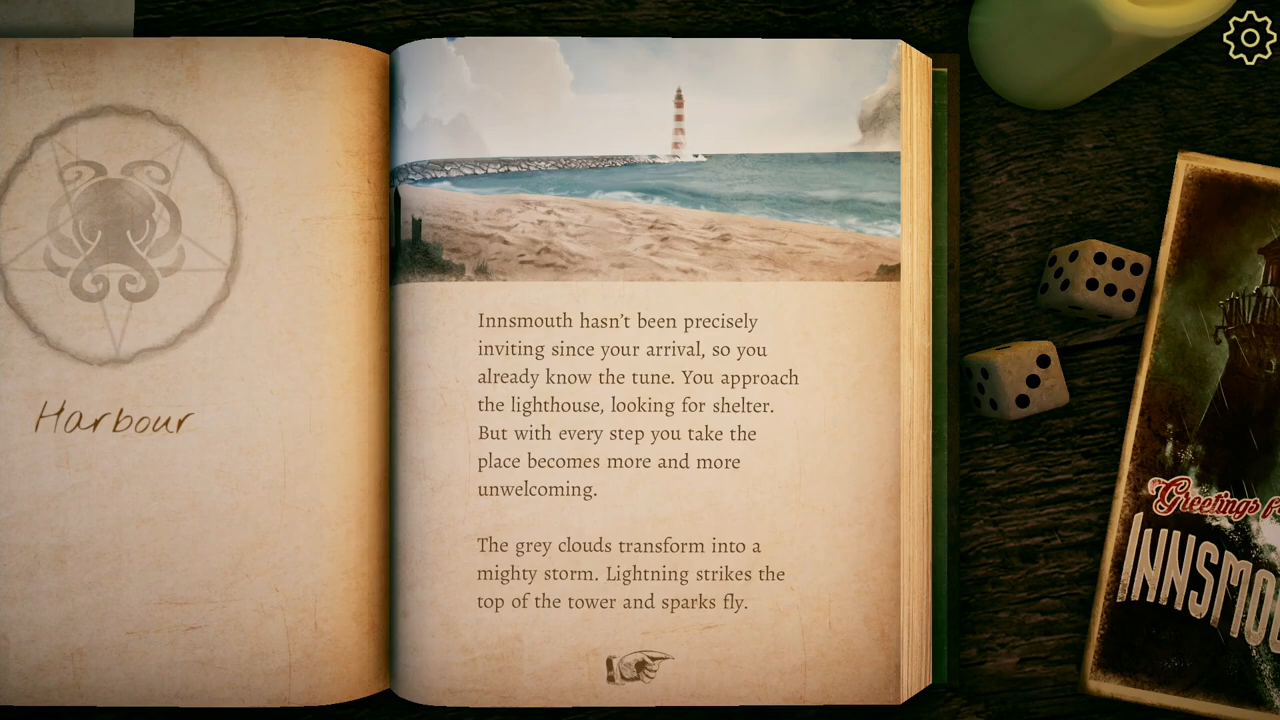 Harbour
Innsmouth hasn't been precisely
inviting since your arrival, so you
already know the tune. You approach
the lighthouse, looking for shelter.
But with every step you take the
place becomes more and more
unwelcoming.
The grey clouds transform into a
mighty storm. Lightning strikes the
top of the tower and sparks fly.
Greetings